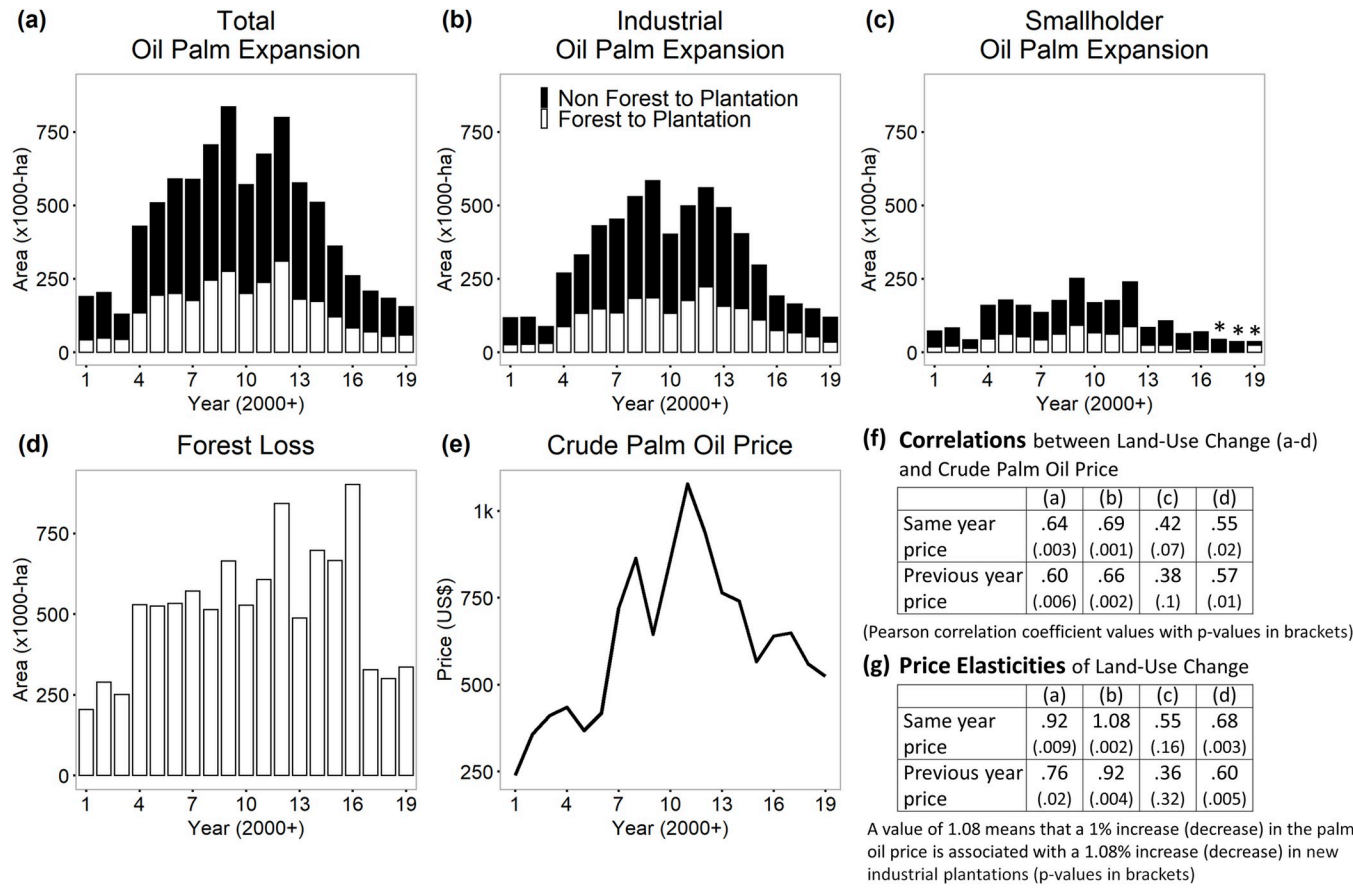 (a) Total
Oil Palm Expansion
Area (x1000-ha)
750
500
250
0
1 4 7 10 13 16 19
Year (2000+)
(b) Industrial
Oil Palm Expansion
Non Forest to Plantation
Forest to Plantation
Area (x1000-ha)
750
500
250
0
1 4 7 10 13 16 19
Year (2000+)
(c) Smallholder
Oil Palm Expansion
Area (x1000-ha)
750
500
250
0
* * *
1 4 7 10 13 16 19
Year (2000+)
(d) Forest Loss
Area (x1000-ha)
750
500
250
0
1 4 7 10 13 16 19
Year (2000+)
(e) Crude Palm Oil Price
Price (US$)
1k
750
500
250
1 4 7 10 13 16 19
Year (2000+)
(f) Correlations between Land-Use Change (a-d)
and Crude Palm Oil Price
(a) (b) (c) (d)
Same year .64 .69 .42 .55
price (.003) (.001) (.07) (.02)
Previous year .60 .66 .38 .57
price (.006) (.002) (.1) (.01)
(Pearson correlation coefficient values with p-values in brackets)
(g) Price Elasticities of Land-Use Change
(a) (b) (c) (d)
Same year .92 1.08 .55 .68
price (.009) (.002) (.16) (.003)
Previous year .76 .92 .36 .60
price (.02) (.004) (.32) (.005)
A value of 1.08 means that a 1% increase (decrease) in the palm
oil price is associated with a 1.08% increase (decrease) in new
industrial plantations (p-values in brackets)